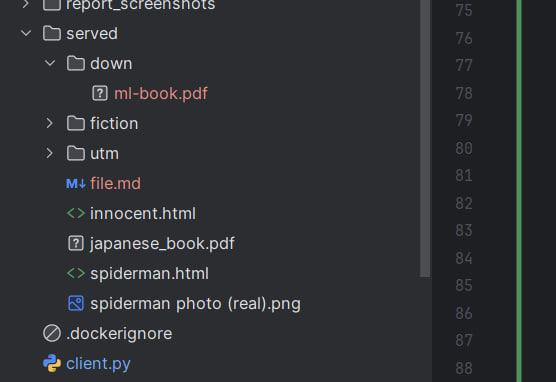 report_screenshots
served
down
ml-book.pdf
fiction
utm
M↓ file.md
<> innocent.html
japanese_book.pdf
<> spiderman.html
spiderman photo (real).png
.dockerignore
client.py
75
76
77
78
79
80
81
82
83
84
85
86
87
88